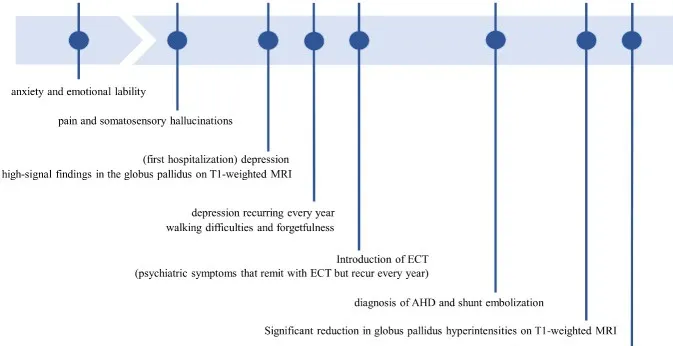 anxiety and emotional lability
pain and somatosensory hallucinations
(first hospitalization) depression
high-signal findings in the globus pallidus on T1-weighted MRI
depression recurring every year
walking difficulties and forgetfulness
Introduction of ECT
(psychiatric symptoms that remit with ECT but recur every year)
diagnosis of AHD and shunt embolization
Significant reduction in globus pallidus hyperintensities on T1-weighted MRI